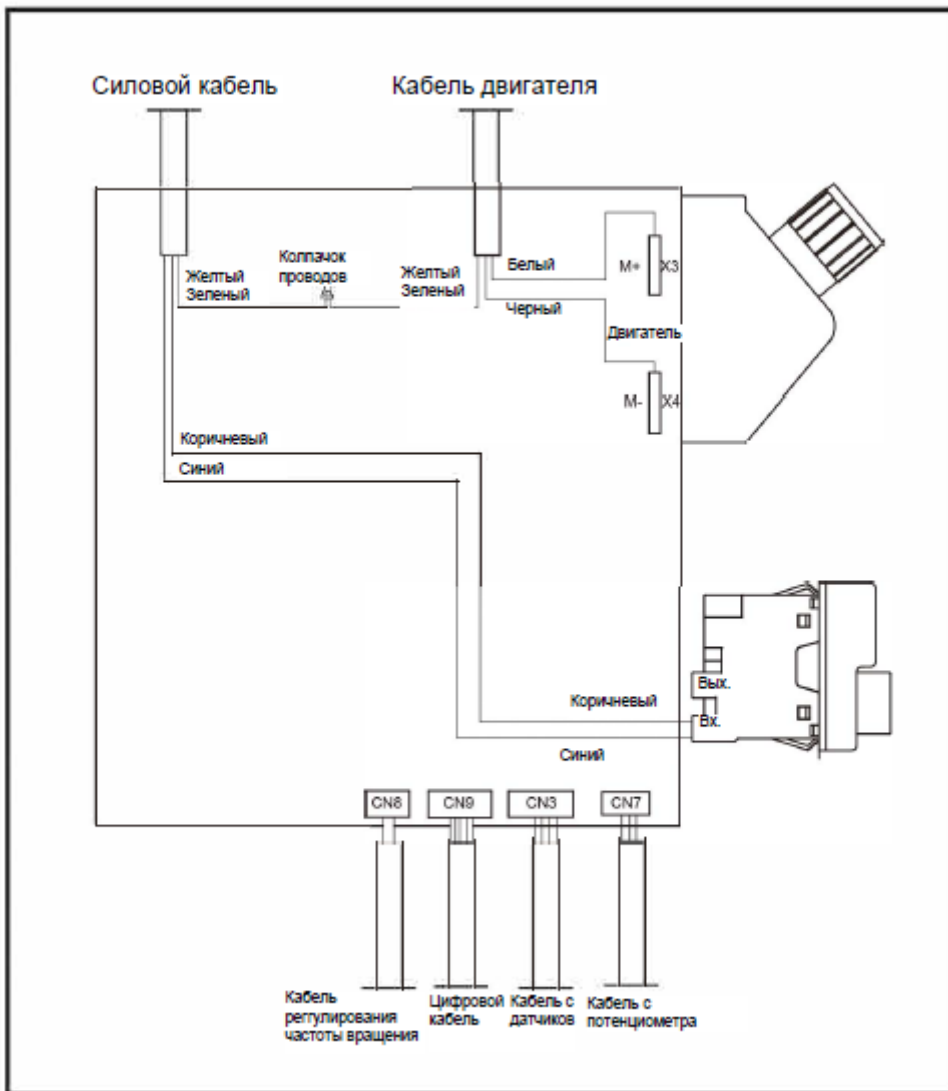 Силовой кабель
Кабель двигателя
Колпачок
проводов
Желтый
Зеленый
Желтый
Зеленый
Белый
Черный
M+
X3
Двигатель
M-
X4
Коричневый
Синий
Коричневый
Синий
Вых.
Вх.
CN8
CN9
CN3
CN7
Кабель
реггулирования
частоты вращения
Цифровой
кабель
Кабель с
датчиков
Кабель с
потенциометра